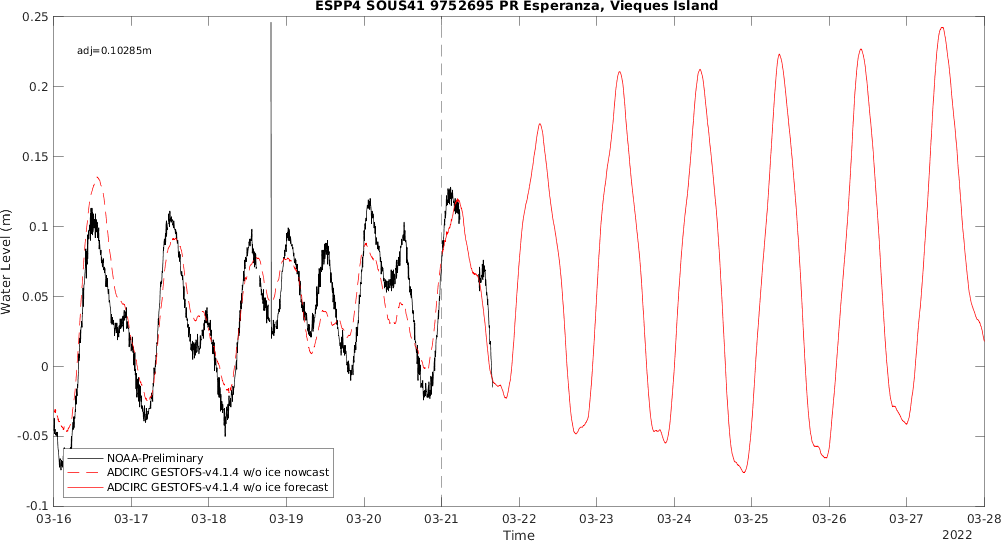 ESPP4 SOUS41 9752695 PR Esperanza, Vieques Island
adj=0.10285m
0.25
0.2
0.15
0.1
0.05
0
-0.05
-0.1
Water Level (m)
NOAA-Preliminary
ADCIRC GESTOFS-v4.1.4 w/o ice nowcast
ADCIRC GESTOFS-v4.1.4 w/o ice forecast
03-16 03-17 03-18 03-19 03-20 03-21 03-22 03-23 03-24 03-25 03-26 03-27 03-28
Time
2022